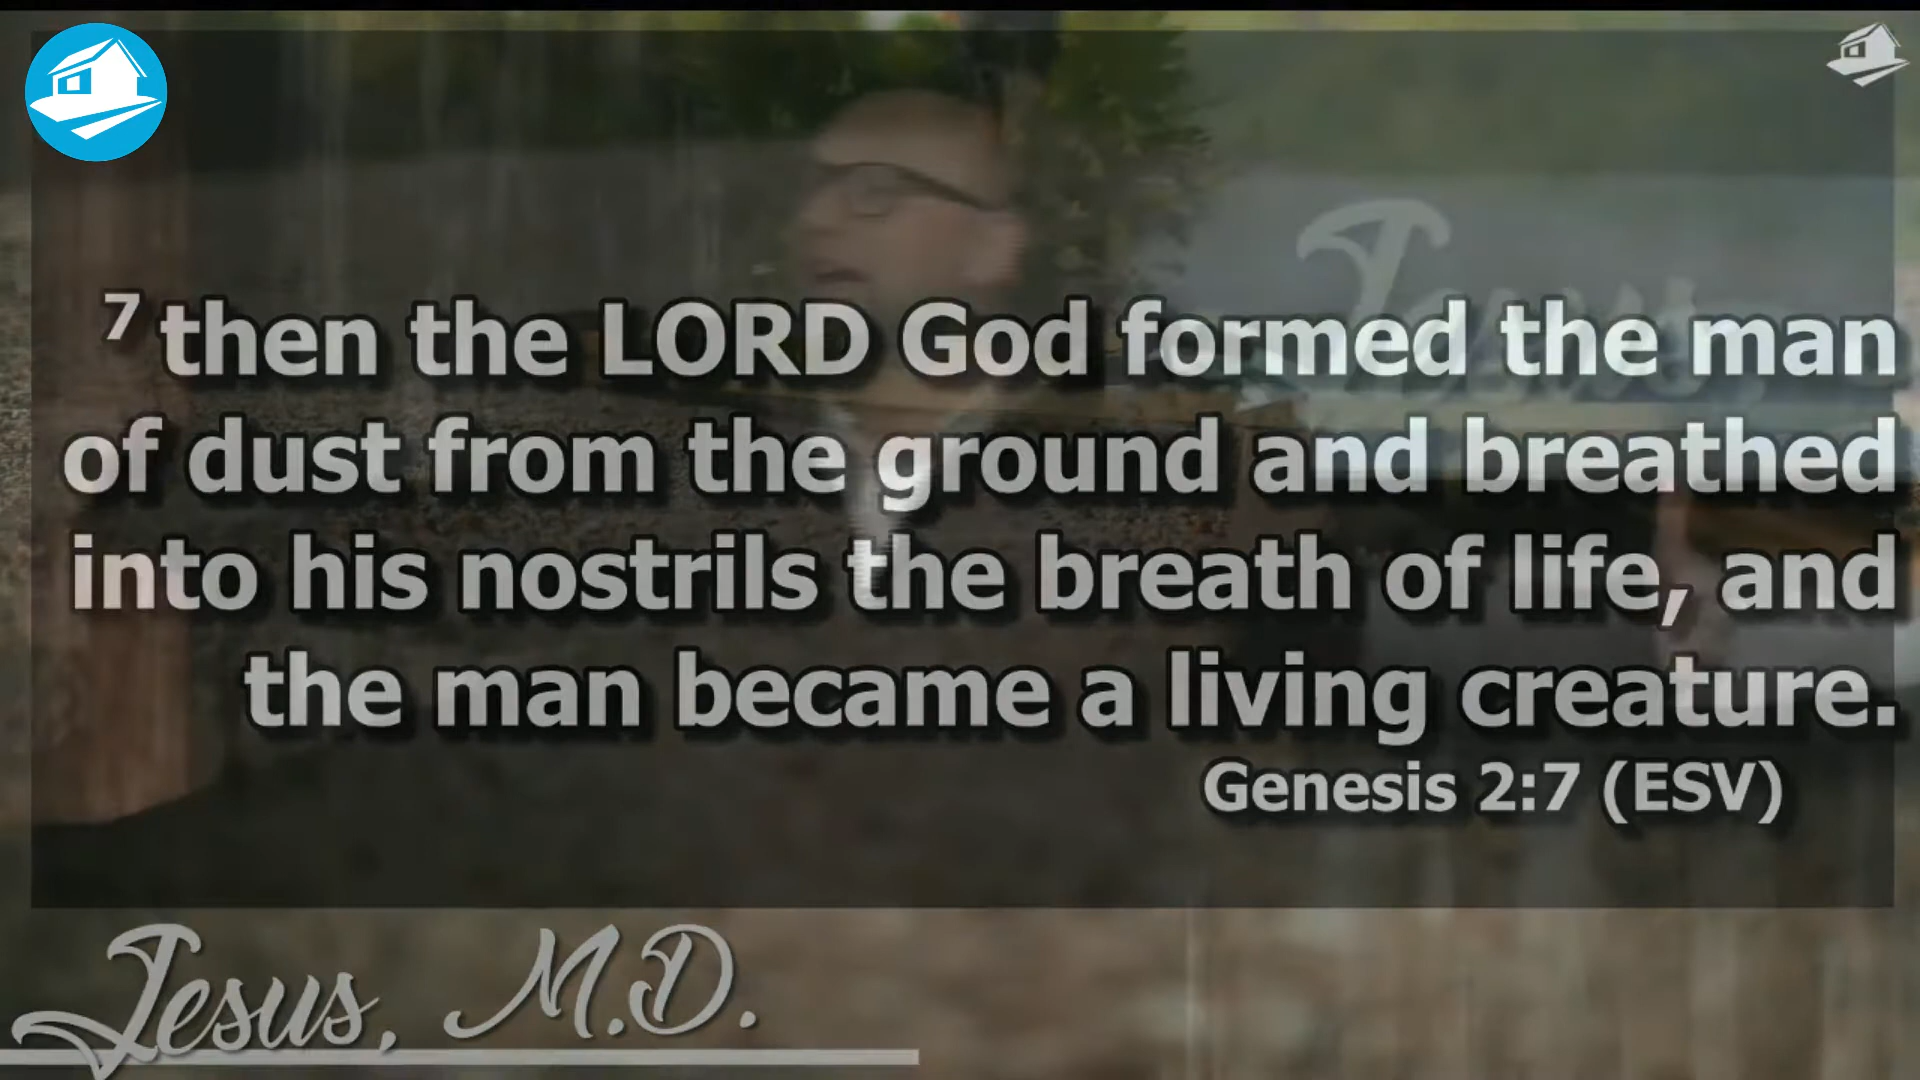 7 then the LORD God formed the man
of dust from the ground and breathed
into his nostrils the breath of life, and
the man became a living creature.
Genesis 2:7 (ESV)
Jesus,
Jesus, M.D.